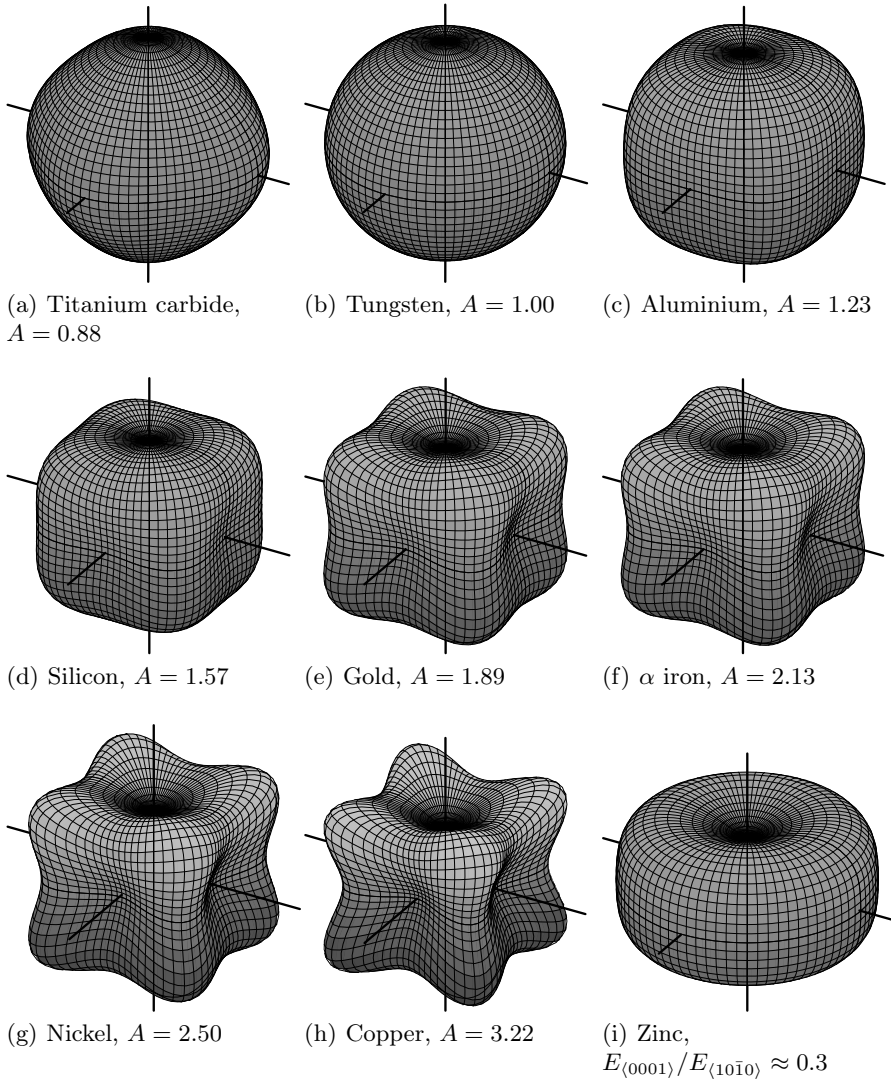 (a) Titanium carbide,
A = 0.88
(b) Tungsten, A = 1.00
(c) Aluminium, A = 1.23
(d) Silicon, A = 1.57
(e) Gold, A = 1.89
(f) α iron, A = 2.13
(g) Nickel, A = 2.50
(h) Copper, A = 3.22
(i) Zinc,
E⟨0001⟩/E⟨101̄0⟩ ≈ 0.3